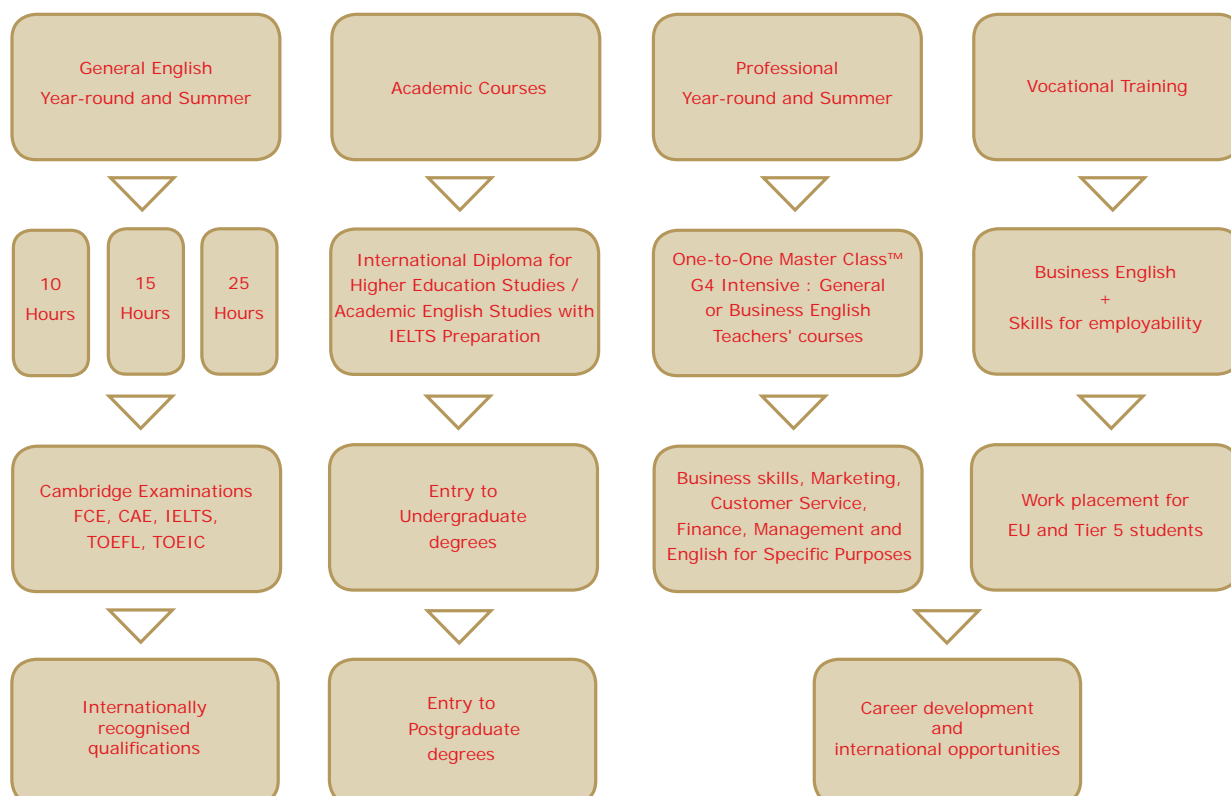 General English
Year-round and Summer
Academic Courses
Professional
Year-round and Summer
Vocational Training
10
Hours
15
Hours
25
Hours
International Diploma for
Higher Education Studies /
Academic English Studies with
IELTS Preparation
One-to-One Master Class™
G4 Intensive : General
or Business English
Teachers' courses
Business English
+
Skills for employability
Cambridge Examinations
FCE, CAE, IELTS,
TOEFL, TOEIC
Entry to
Undergraduate
degrees
Business skills, Marketing,
Customer Service,
Finance, Management and
English for Specific Purposes
Work placement for
EU and Tier 5 students
Internationally
recognised
qualifications
Entry to
Postgraduate
degrees
Career development
and
international opportunities